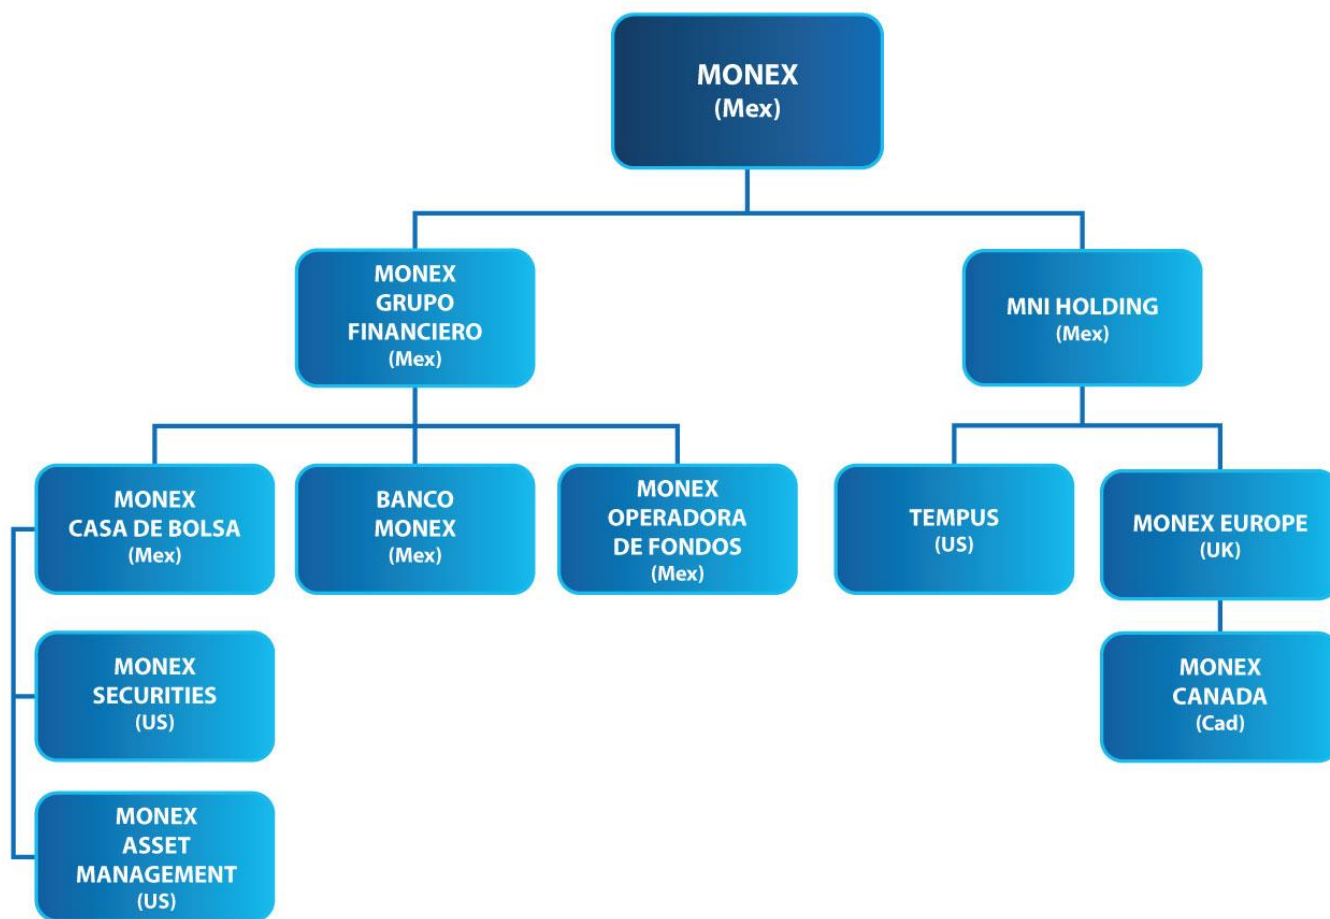 MONEX
(Mex)
MONEX
GRUPO
FINANCIERO
(Mex)
MNI HOLDING
(Mex)
MONEX
CASA DE BOLSA
(Mex)
BANCO
MONEX
(Mex)
MONEX
OPERADORA
DE FONDOS
(Mex)
TEMPUS
(US)
MONEX EUROPE
(UK)
MONEX
SECURITIES
(US)
MONEX
CANADA
(Cad)
MONEX
ASSET
MANAGEMENT
(US)